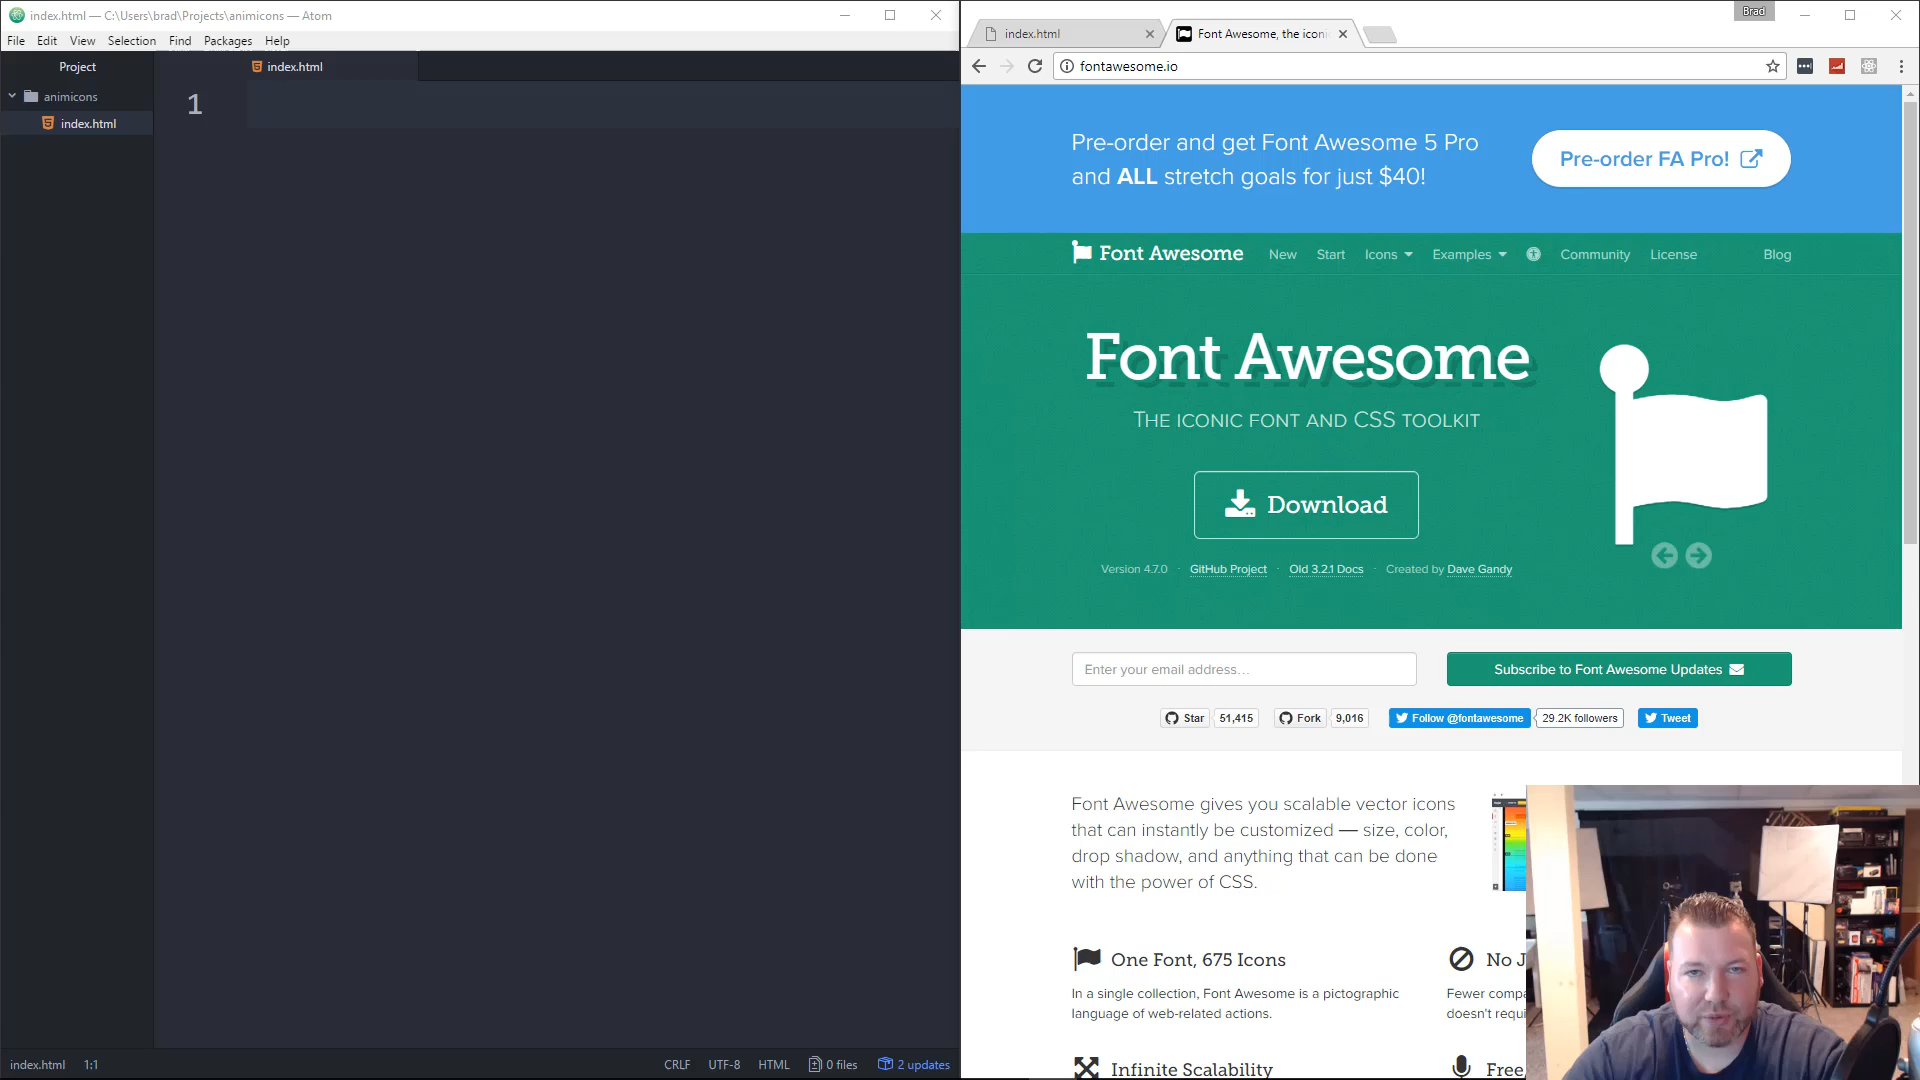 index.html — C:\Users\brad\Projects\animicons — Atom
File Edit View Selection Find Packages Help
Project
animicons
index.html
index.html
1
index.html 1:1
CRLF UTF-8 HTML 0 files 2 updates
Brad
index.html
Font Awesome, the iconi
fontawesome.io
Pre-order and get Font Awesome 5 Pro
and ALL stretch goals for just $40!
Pre-order FA Pro!
Font Awesome New Start Icons Examples Community License Blog
Font Awesome
THE ICONIC FONT AND CSS TOOLKIT
Download
Version 4.7.0 · GitHub Project · Old 3.2.1 Docs · Created by Dave Gandy
Enter your email address...
Subscribe to Font Awesome Updates
Star 51,415 Fork 9,016 Follow @fontawesome 29.2K followers Tweet
Font Awesome gives you scalable vector icons
that can instantly be customized — size, color,
drop shadow, and anything that can be done
with the power of CSS.
One Font, 675 Icons
In a single collection, Font Awesome is a pictographic
language of web-related actions.
No J
Fewer compa
doesn't requi
Infinite Scalability
Free